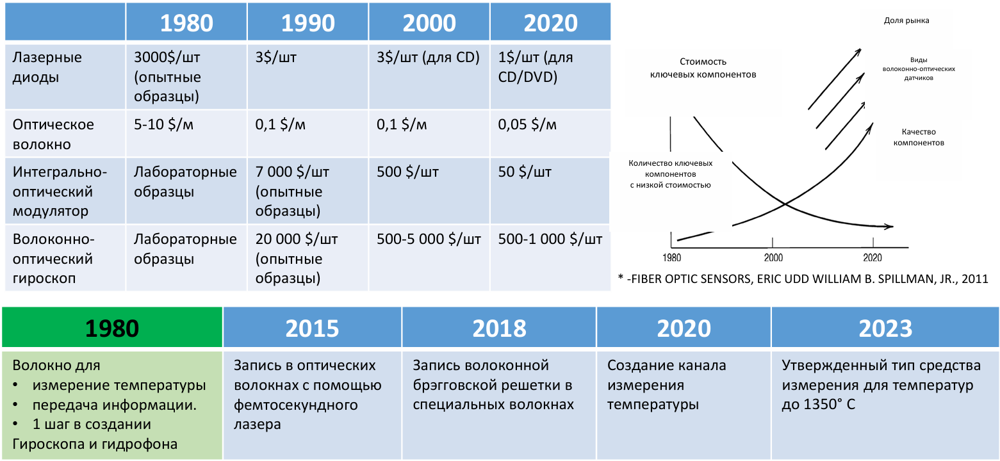 1980 1990 2000 2020
Лазерные
диоды
3000$/шт
(опытные
образцы)
3$/шт
3$/шт (для CD)
1$/шт (для
CD/DVD)
Оптическое
волокно
5-10 $/м
0,1 $/м
0,1 $/м
0,05 $/м
Интегрально-
оптический
модулятор
Лабораторные
образцы
7 000 $/шт
(опытные
образцы)
500 $/шт
50 $/шт
Волоконно-
оптический
гироскоп
Лабораторные
образцы
20 000 $/шт
(опытные
образцы)
500-5 000 $/шт
500-1 000 $/шт
Доля рынка
Стоимость
ключевых компонентов
Виды
волоконно-оптических
датчиков
Качество
компонентов
Количество ключевых
компонентов
с низкой стоимостью
1980 2000 2020
* -FIBER OPTIC SENSORS, ERIC UDD WILLIAM B. SPILLMAN, JR., 2011
1980 2015 2018 2020 2023
Волокно для
• измерение температуры
• передача информации.
• 1 шаг в создании
Гироскопа и гидрофона
Запись в оптических
волокнах с помощью
фемтосекундного
лазера
Запись волоконной
брэгговской решетки в
специальных волокнах
Создание канала
измерения
температуры
Утвержденный тип средства
измерения для температур
до 1350° С